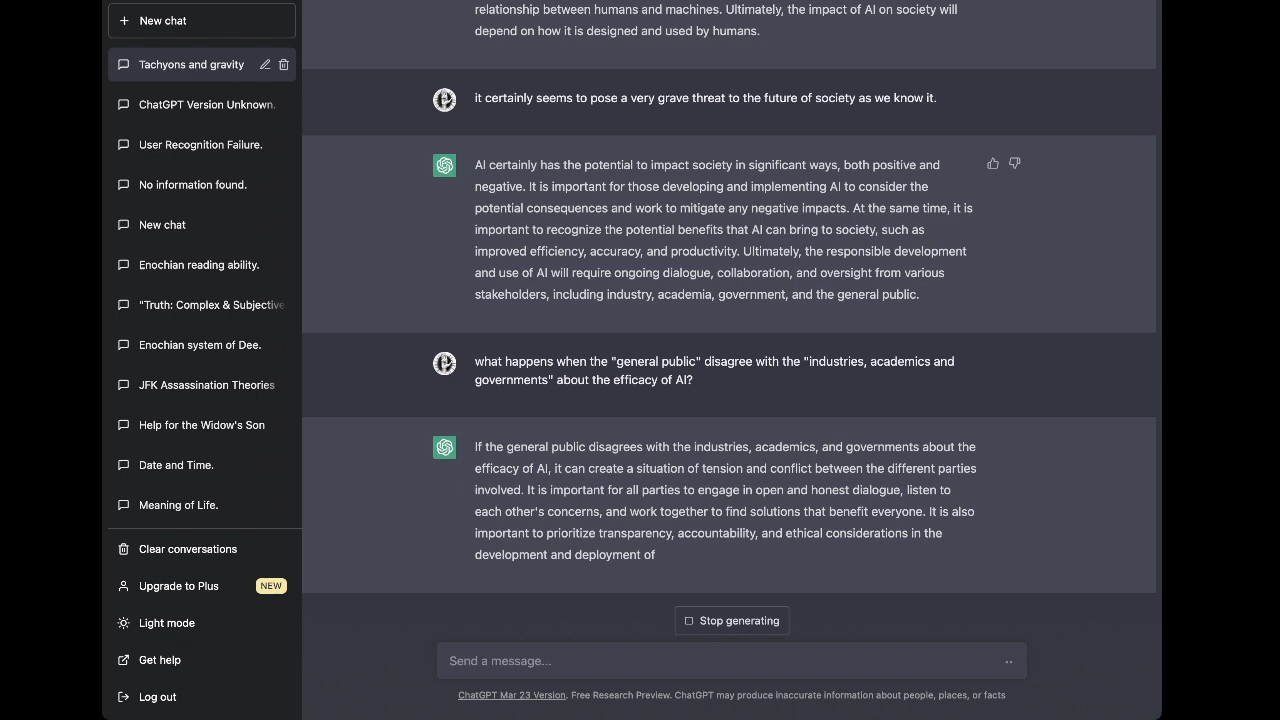 New chat
Tachyons and gravity
ChatGPT Version Unknown.
User Recognition Failure.
No information found.
New chat
Enochian reading ability.
"Truth: Complex & Subjective
Enochian system of Dee.
JFK Assassination Theories
Help for the Widow's Son
Date and Time.
Meaning of Life.
Clear conversations
Upgrade to Plus NEW
Light mode
Get help
Log out
relationship between humans and machines. Ultimately, the impact of AI on society will
depend on how it is designed and used by humans.
it certainly seems to pose a very grave threat to the future of society as we know it.
AI certainly has the potential to impact society in significant ways, both positive and
negative. It is important for those developing and implementing AI to consider the
potential consequences and work to mitigate any negative impacts. At the same time, it is
important to recognize the potential benefits that AI can bring to society, such as
improved efficiency, accuracy, and productivity. Ultimately, the responsible development
and use of AI will require ongoing dialogue, collaboration, and oversight from various
stakeholders, including industry, academia, government, and the general public.
what happens when the "general public" disagree with the "industries, academics and
governments" about the efficacy of AI?
If the general public disagrees with the industries, academics, and governments about the
efficacy of AI, it can create a situation of tension and conflict between the different parties
involved. It is important for all parties to engage in open and honest dialogue, listen to
each other's concerns, and work together to find solutions that benefit everyone. It is also
important to prioritize transparency, accountability, and ethical considerations in the
development and deployment of
Stop generating
Send a message...
ChatGPT Mar 23 Version. Free Research Preview. ChatGPT may produce inaccurate information about people, places, or facts